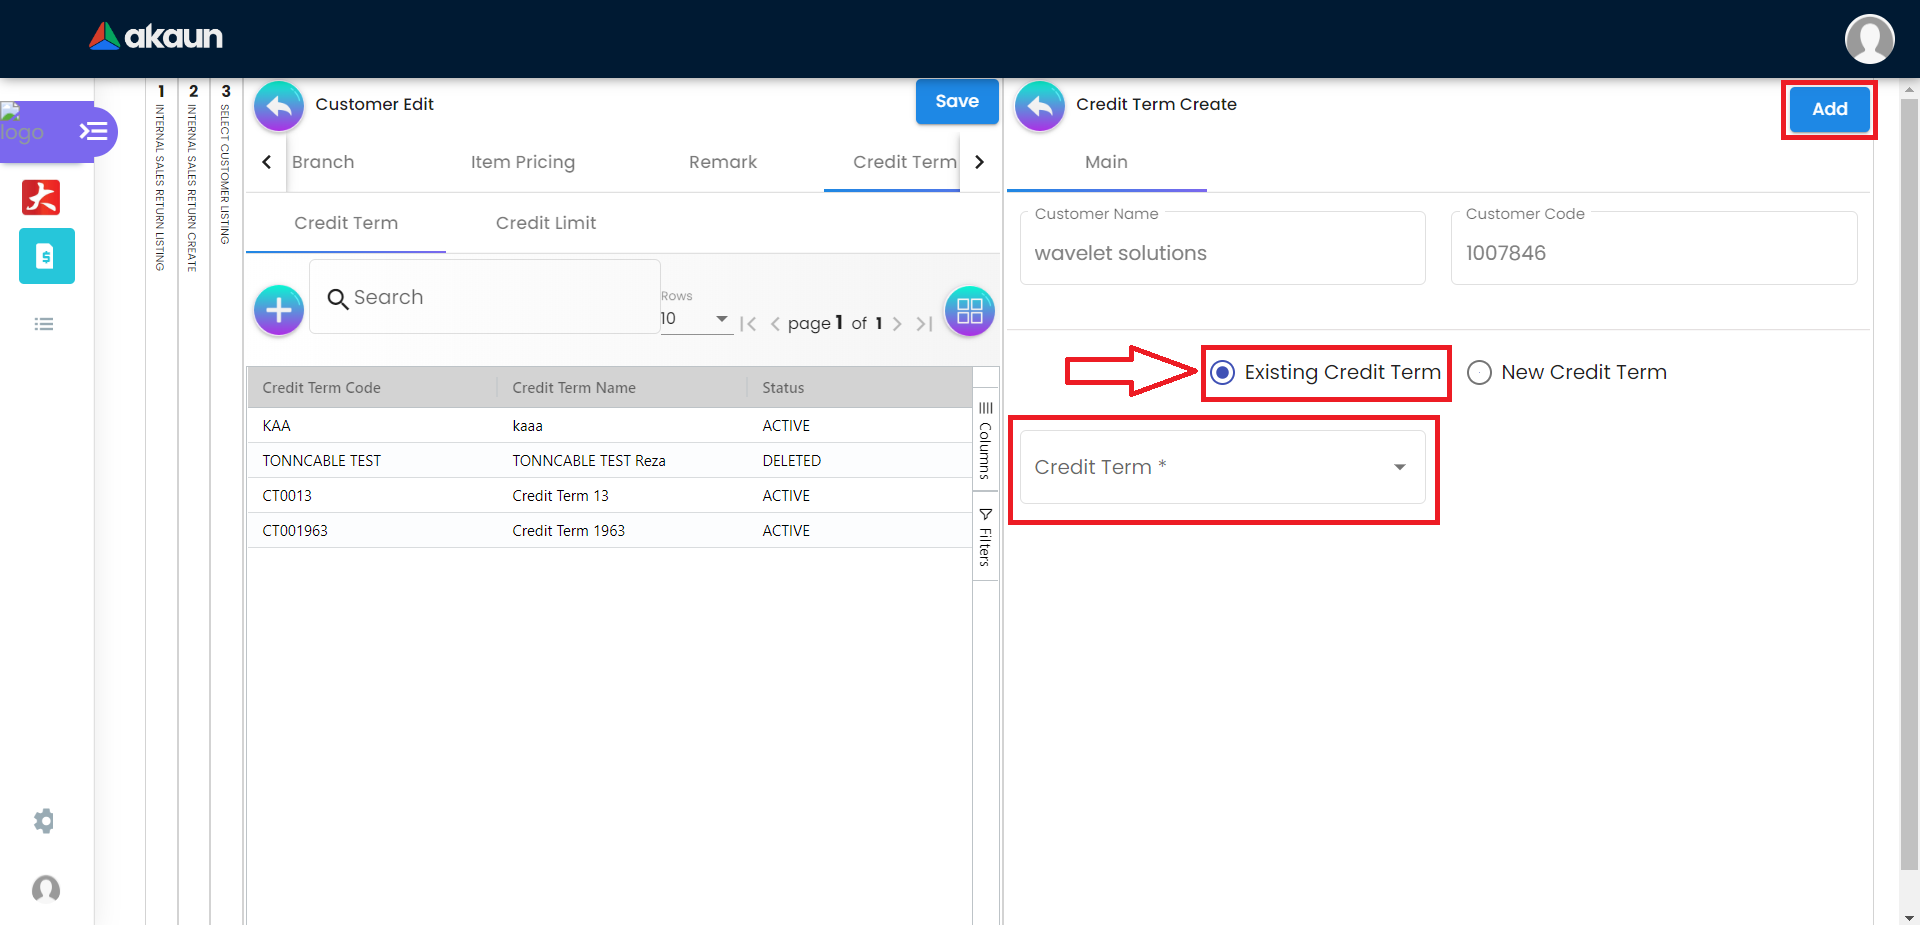 akaun
logo
1 INTERNAL SALES RETURN LISTING
2 INTERNAL SALES RETURN CREATE
3 SELECT CUSTOMER LISTING
Customer Edit
Save
Branch
Item Pricing
Remark
Credit Term
Credit Term
Credit Limit
Search
Rows
10
page 1 of 1
Credit Term Code Credit Term Name Status
KAA kaaa ACTIVE
TONNCABLE TEST TONNCABLE TEST Reza DELETED
CT0013 Credit Term 13 ACTIVE
CT001963 Credit Term 1963 ACTIVE
Columns
Filters
Credit Term Create
Add
Main
Customer Name
wavelet solutions
Customer Code
1007846
Existing Credit Term
New Credit Term
Credit Term *